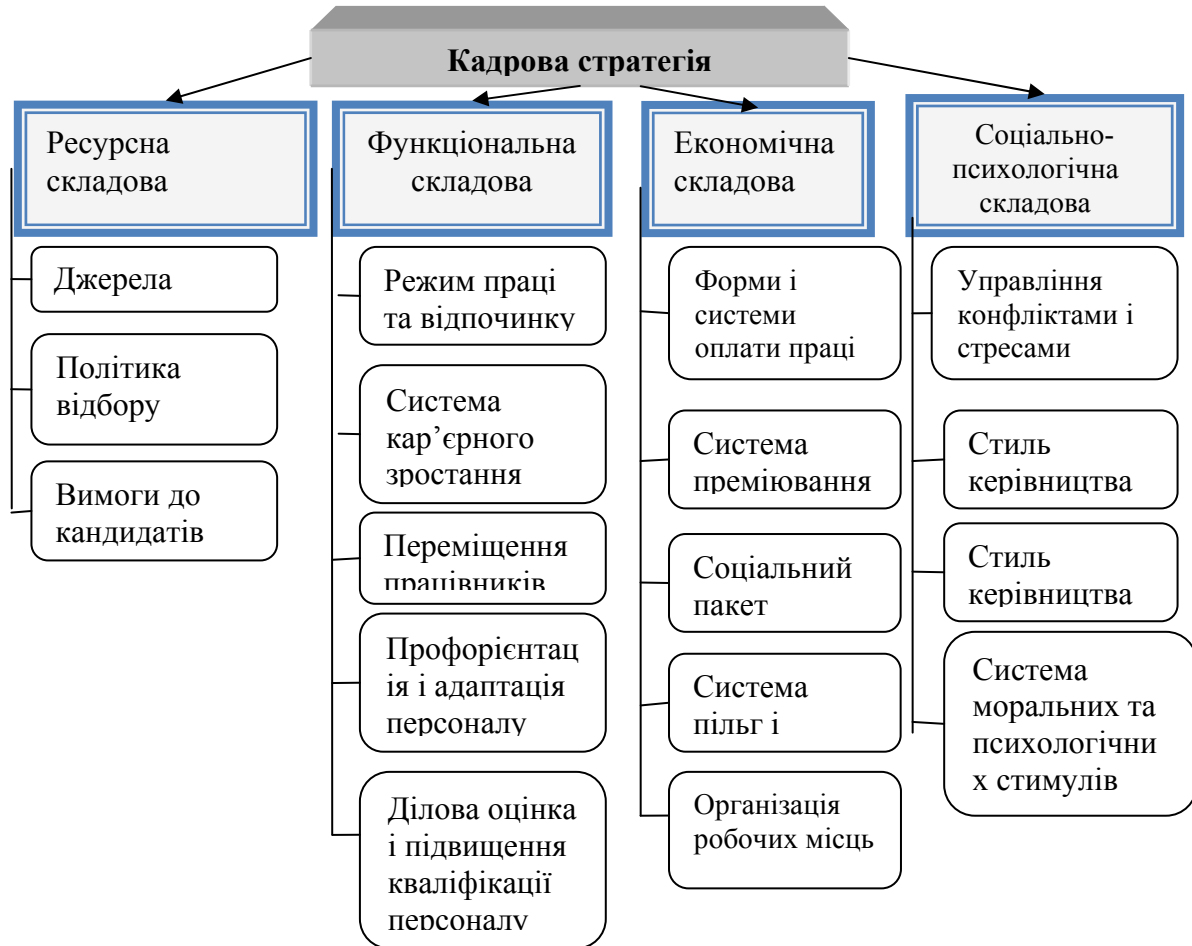 Кадрова стратегія
Ресурсна
складова
Джерела
Політика
відбору
Вимоги до
кандидатів
Функціональна
складова
Режим праці
та відпочинку
Система
кар’єрного
зростання
Переміщення
працівників
Профорієнтац
ія і адаптація
персоналу
Ділова оцінка
і підвищення
кваліфікації
персоналу
Економічна
складова
Форми і
системи
оплати праці
Система
преміювання
Соціальний
пакет
Система
пільг і
Організація
робочих місць
Соціально-
психологічна
складова
Управління
конфліктами і
стресами
Стиль
керівництва
Стиль
керівництва
Система
моральних та
психологічни
х стимулів